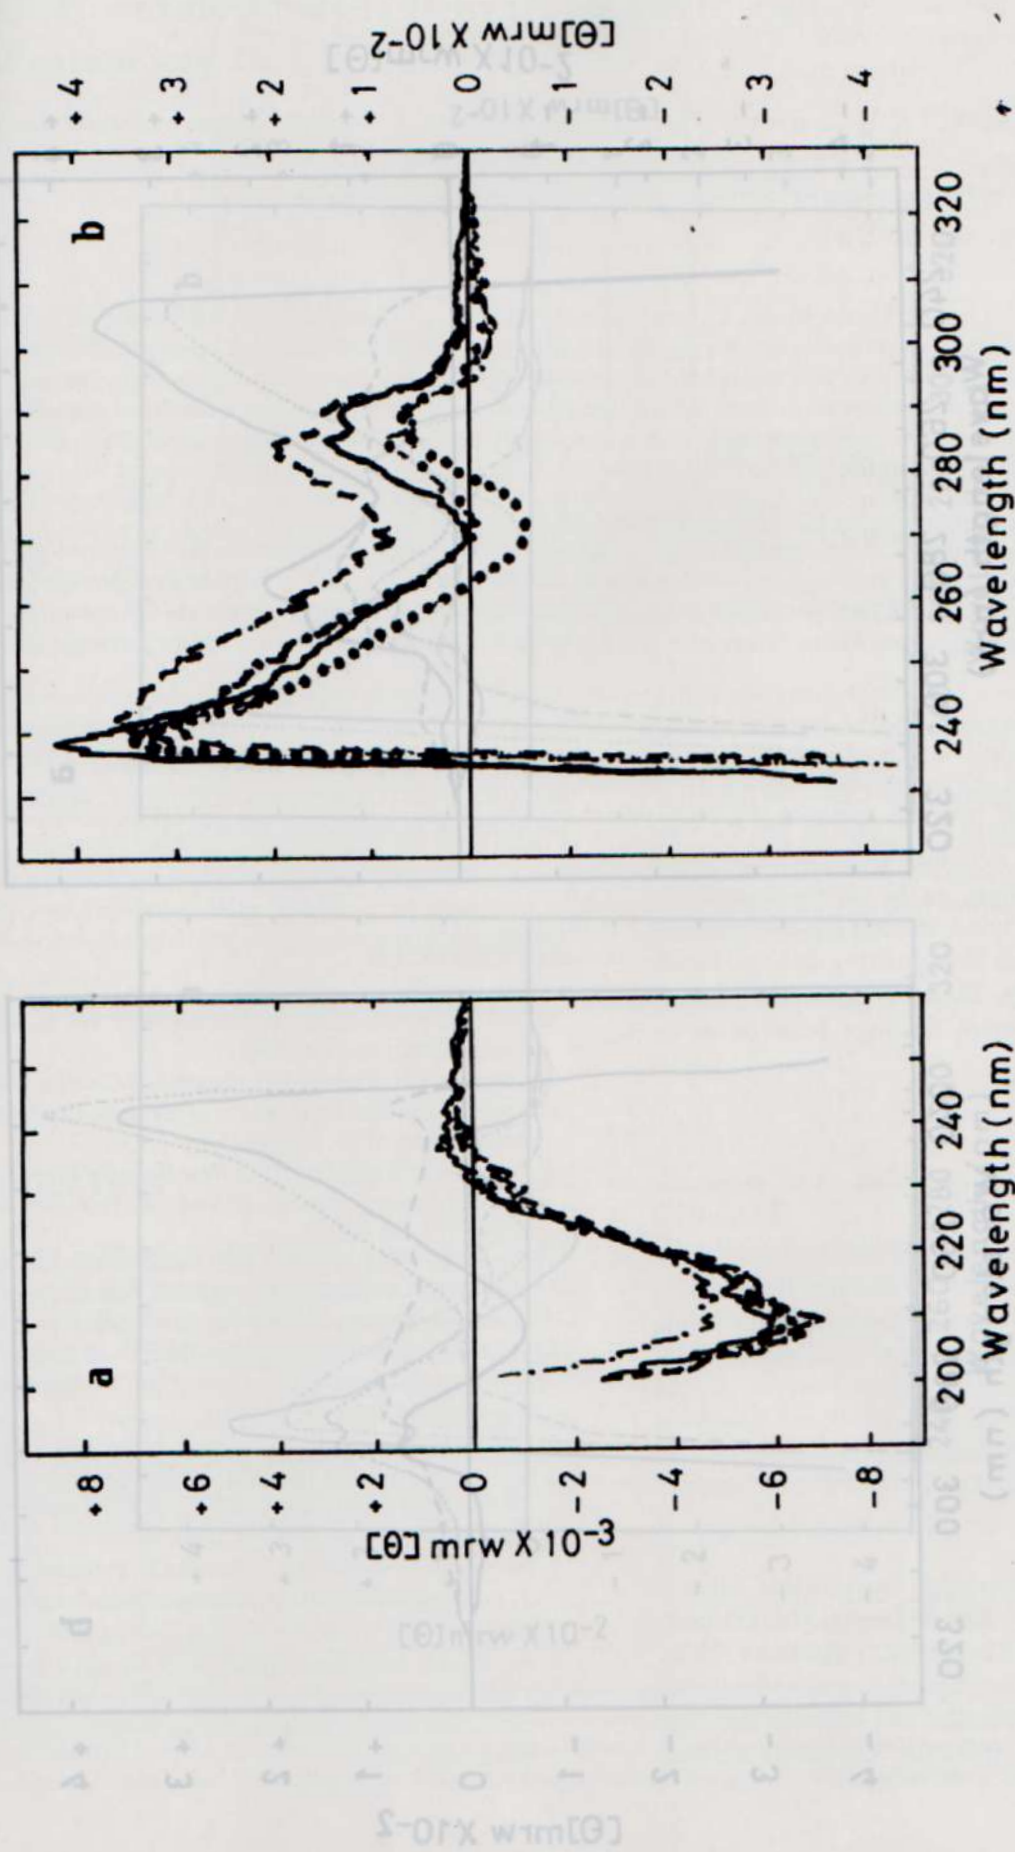 a
+8
+6
+4
+2
0
-2
-4
-6
-8
[Θ] mrw X 10-3
200 220 240
Wavelength (nm)
b
+4
+3
+2
+1
0
-1
-2
-3
-4
[Θ]mrw X10-2
240 260 280 300 320
Wavelength (nm)